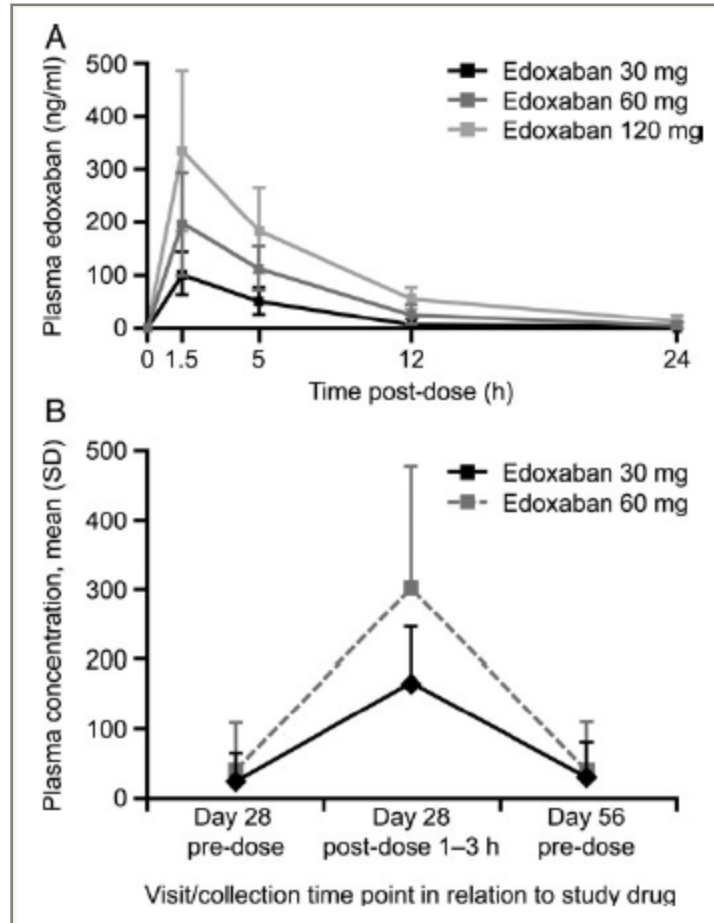 A
Plasma edoxaban (ng/ml)
500
400
300
200
100
0
Edoxaban 30 mg
Edoxaban 60 mg
Edoxaban 120 mg
0 1.5 5 12 24
Time post-dose (h)
B
Plasma concentration, mean (SD)
500
400
300
200
100
0
Edoxaban 30 mg
Edoxaban 60 mg
Day 28 Day 28 Day 56
pre-dose post-dose 1–3 h pre-dose
Visit/collection time point in relation to study drug